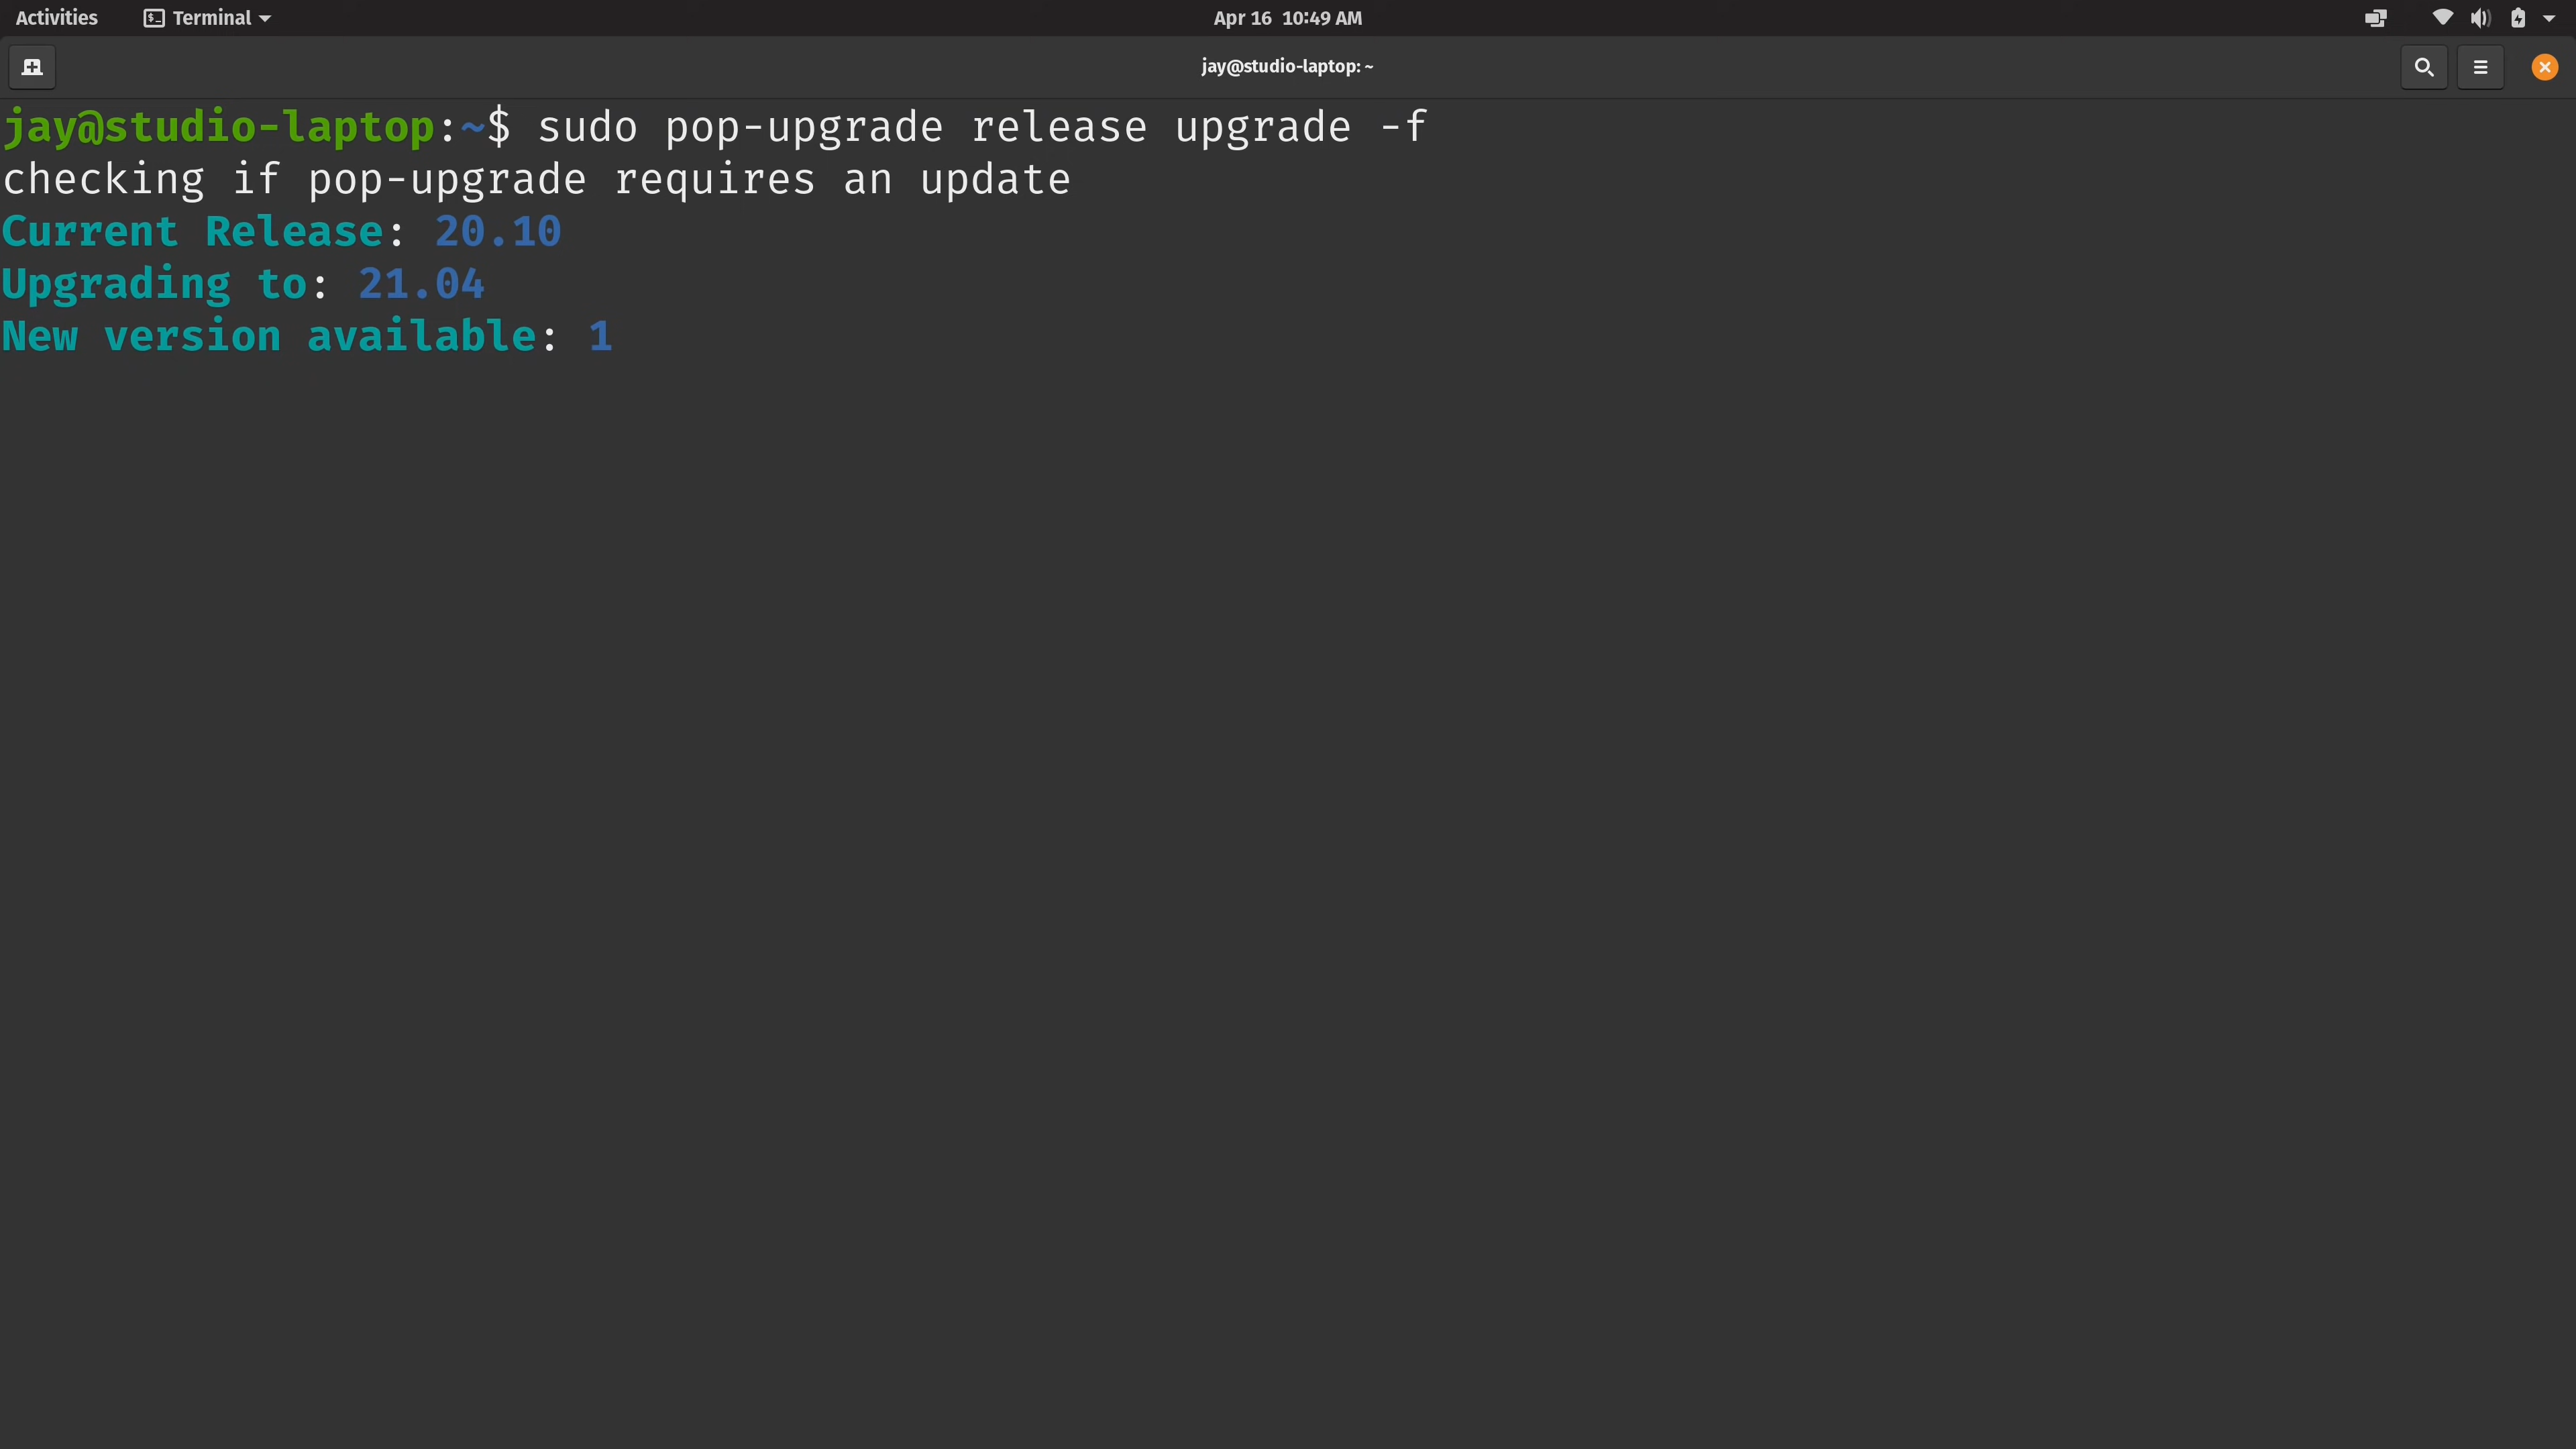 Activities Terminal Apr 16 10:49 AM
jay@studio-laptop: ~
jay@studio-laptop:~$ sudo pop-upgrade release upgrade -f
checking if pop-upgrade requires an update
Current Release: 20.10
Upgrading to: 21.04
New version available: 1